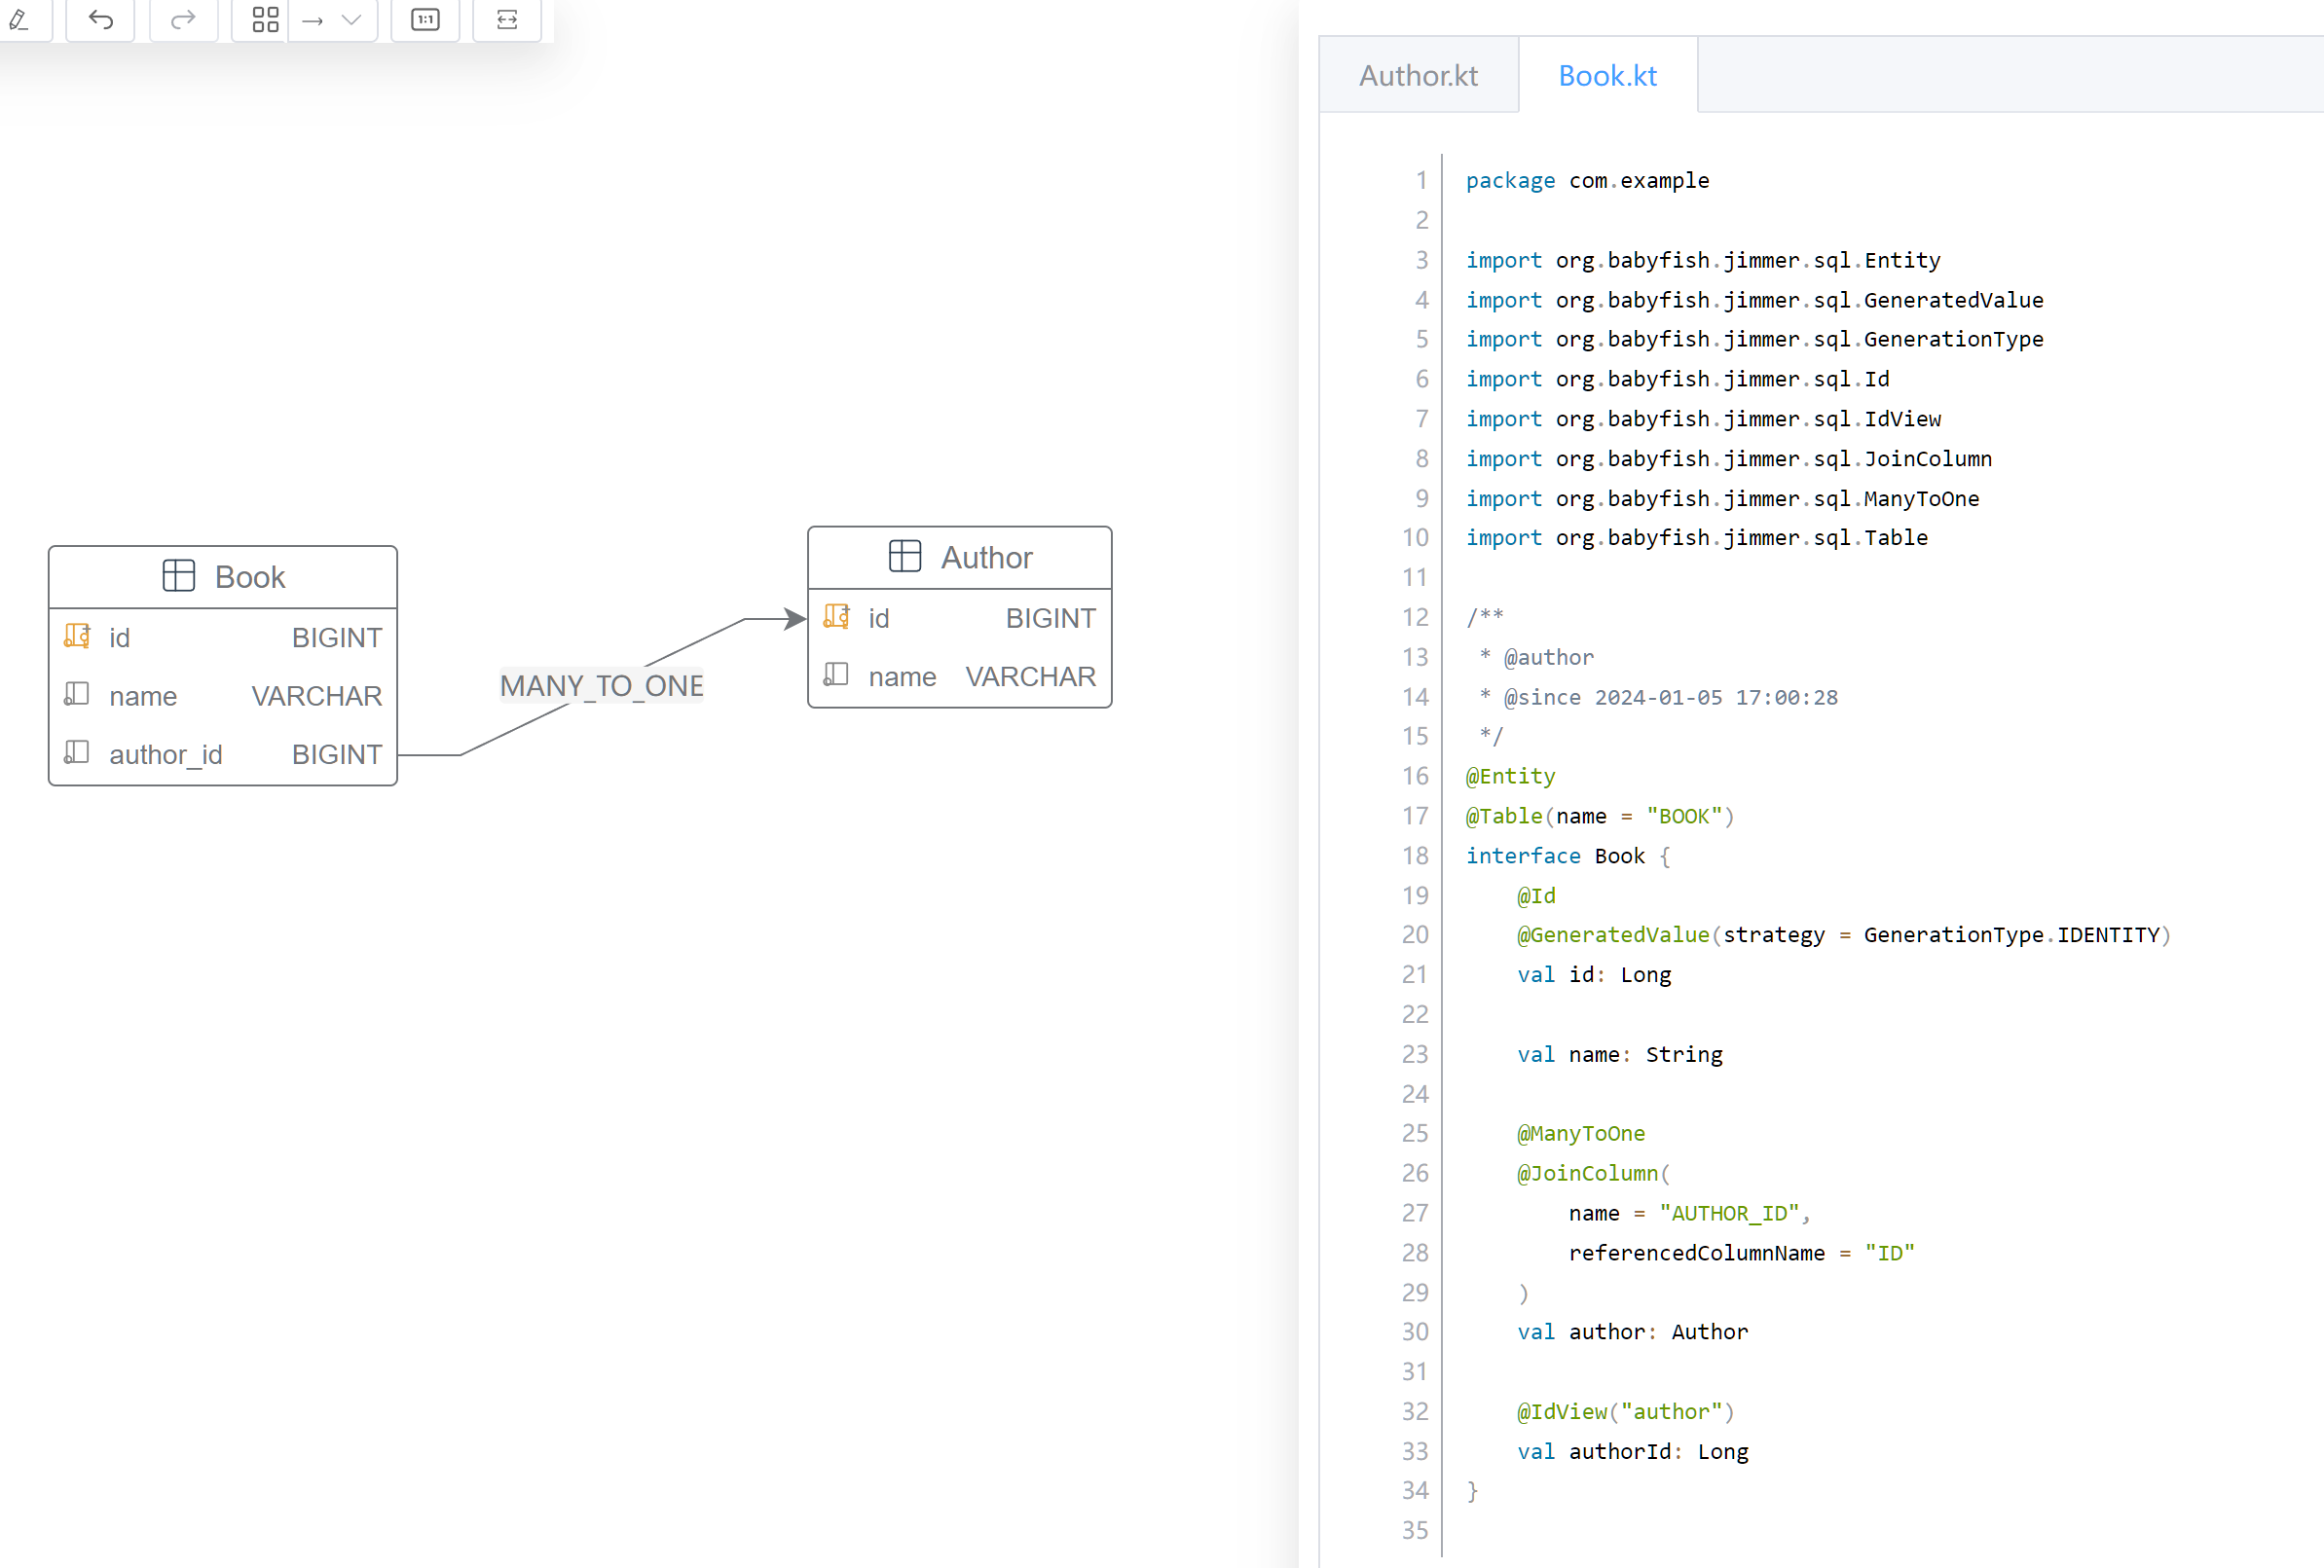 1:1
Book
id BIGINT
name VARCHAR
author_id BIGINT
MANY_TO_ONE
Author
id BIGINT
name VARCHAR
Author.kt Book.kt
1 package com.example
2
3 import org.babyfish.jimmer.sql.Entity
4 import org.babyfish.jimmer.sql.GeneratedValue
5 import org.babyfish.jimmer.sql.GenerationType
6 import org.babyfish.jimmer.sql.Id
7 import org.babyfish.jimmer.sql.IdView
8 import org.babyfish.jimmer.sql.JoinColumn
9 import org.babyfish.jimmer.sql.ManyToOne
10 import org.babyfish.jimmer.sql.Table
11
12 /**
13  * @author
14  * @since 2024-01-05 17:00:28
15  */
16 @Entity
17 @Table(name = "BOOK")
18 interface Book {
19     @Id
20     @GeneratedValue(strategy = GenerationType.IDENTITY)
21     val id: Long
22
23     val name: String
24
25     @ManyToOne
26     @JoinColumn(
27         name = "AUTHOR_ID",
28         referencedColumnName = "ID"
29     )
30     val author: Author
31
32     @IdView("author")
33     val authorId: Long
34 }
35